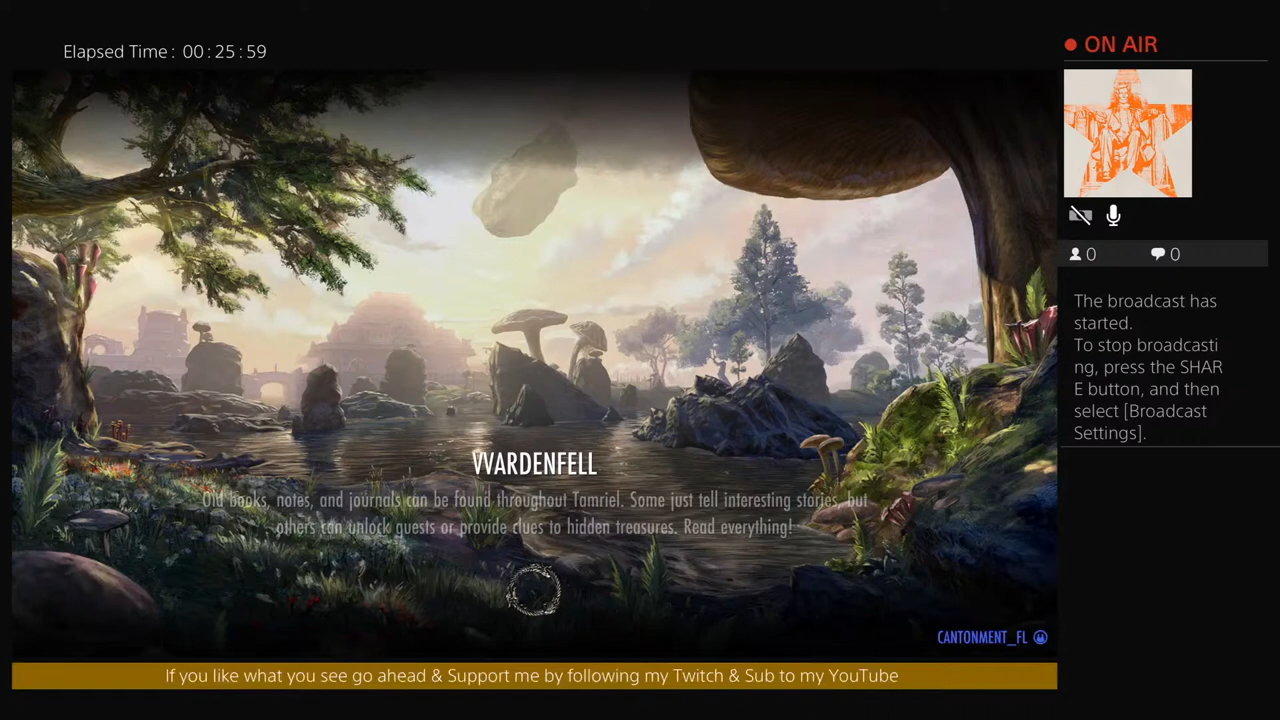 Elapsed Time: 00:25:59
ON AIR
0 0
The broadcast has
started.
To stop broadcasti
ng, press the SHAR
E button, and then
select [Broadcast
Settings].
VVARDENFELL
Old books, notes, and journals can be found throughout Tamriel. Some just tell interesting stories, but
others can unlock quests or provide clues to hidden treasures. Read everything!
CANTONMENT_FL
If you like what you see go ahead & Support me by following my Twitch & Sub to my YouTube